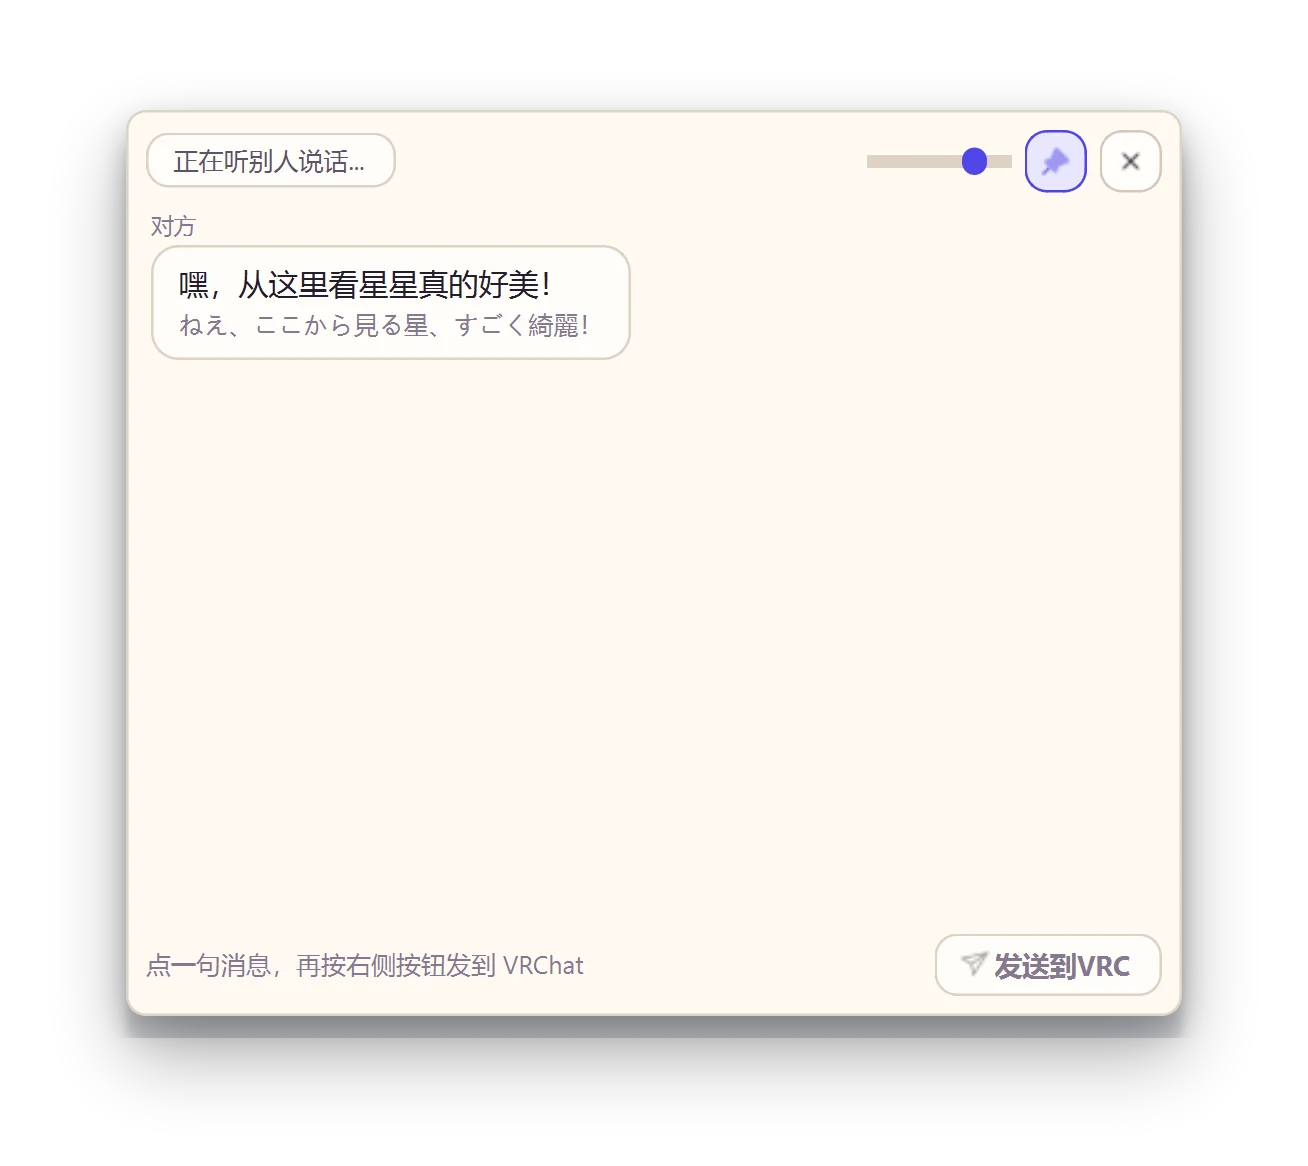 正在听别人说话...
对方
嘿，从这里看星星真的好美！
ねえ、ここから見る星、すごく綺麗！
点一句消息，再按右侧按钮发到 VRChat
发送到VRC